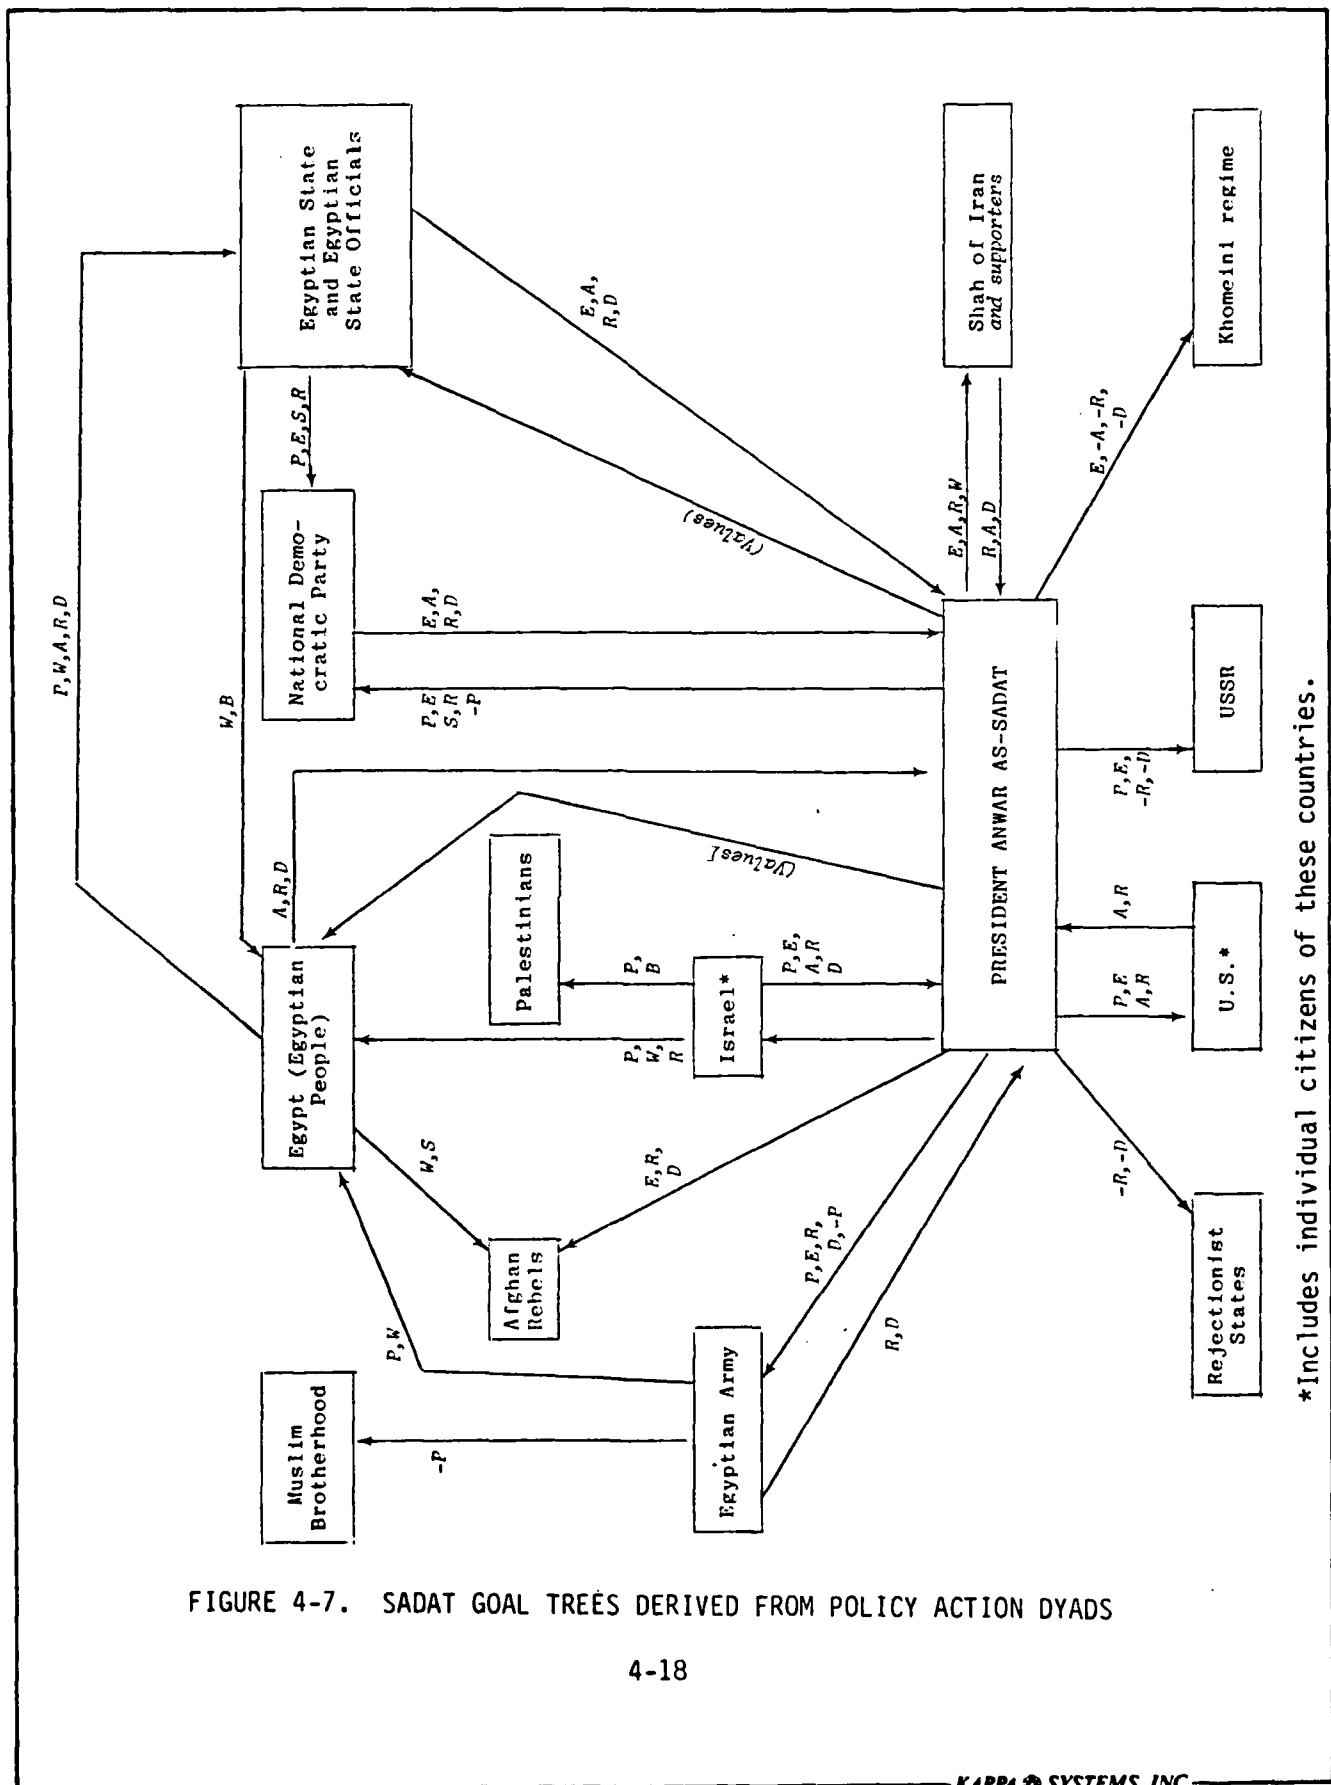 P,W,A,R,D
Egyptian State
and Egyptian
State Officials
W,B
P,E,S,R
E,A,
R,D
(Values)
National Demo-
cratic Party
E,A,
R,D
P,E
S,R
-P
Egypt (Egyptian
People)
A,R,D
(Values[
Palestinians
P,
B
P,
W,
R
Israel*
P,E,
A,R
D
W,S
Afghan
Rebels
E,R,
D
Muslim
Brotherhood
P,W
-P
Egyptian Army
P,E,R,
D,-P
R,D
PRESIDENT ANWAR AS-SADAT
Shah of Iran
and supporters
E,A,R,W
R,A,D
Khomeini regime
E,-A,-R,
-D
USSR
P,E,
-R,-D
U.S.*
A,R
P,E
A,R
Rejectionist
States
-R,-D
*Includes individual citizens of these countries.
FIGURE 4-7. SADAT GOAL TREES DERIVED FROM POLICY ACTION DYADS
4-18
KAPPA SYSTEMS, INC